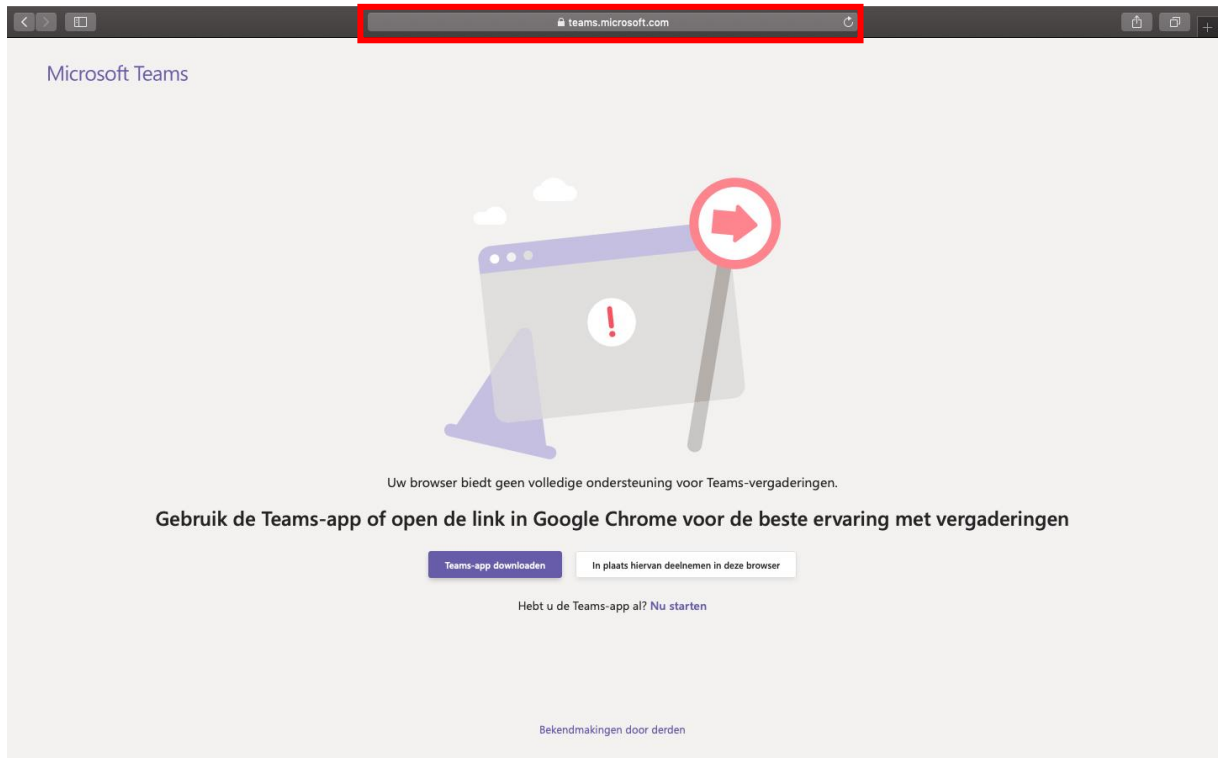 teams.microsoft.com
Microsoft Teams
Uw browser biedt geen volledige ondersteuning voor Teams-vergaderingen.
Gebruik de Teams-app of open de link in Google Chrome voor de beste ervaring met vergaderingen
Teams-app downloaden
In plaats hiervan deelnemen in deze browser
Hebt u de Teams-app al? Nu starten
Bekendmakingen door derden